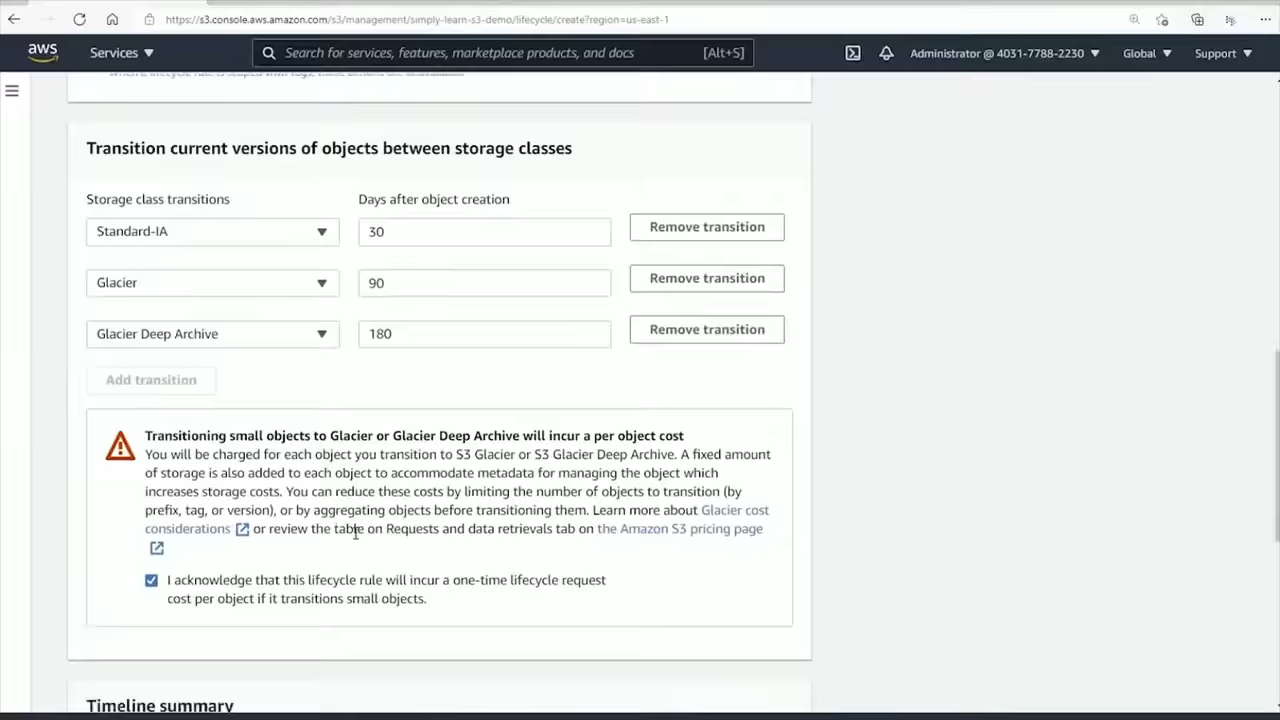 https://s3.console.aws.amazon.com/s3/management/simply-learn-s3-demo/lifecycle/create?region=us-east-1
aws Services Search for services, features, marketplace products, and docs [Alt+S] Administrator @ 4031-7788-2230 Global Support
Transition current versions of objects between storage classes
Storage class transitions Days after object creation
Standard-IA 30 Remove transition
Glacier 90 Remove transition
Glacier Deep Archive 180 Remove transition
Add transition
Transitioning small objects to Glacier or Glacier Deep Archive will incur a per object cost
You will be charged for each object you transition to S3 Glacier or S3 Glacier Deep Archive. A fixed amount
of storage is also added to each object to accommodate metadata for managing the object which
increases storage costs. You can reduce these costs by limiting the number of objects to transition (by
prefix, tag, or version), or by aggregating objects before transitioning them. Learn more about Glacier cost
considerations or review the table on Requests and data retrievals tab on the Amazon S3 pricing page
I acknowledge that this lifecycle rule will incur a one-time lifecycle request
cost per object if it transitions small objects.
Timeline summary